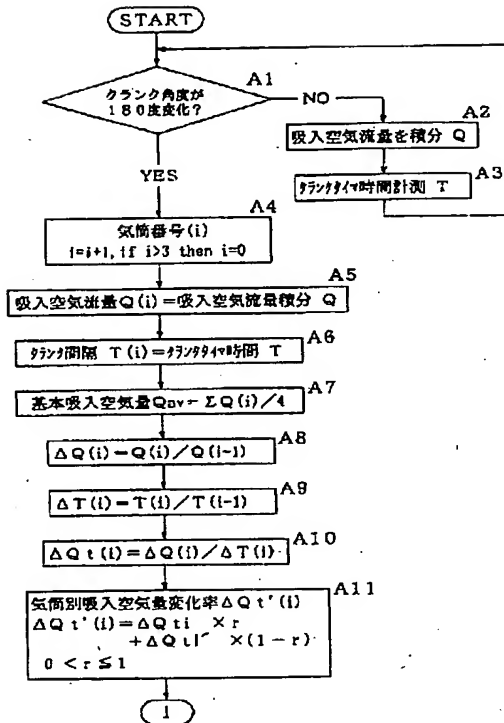 START
A1
クランク角度が
180度変化?
NO
YES
A2
吸入空気流量を積分 Q
A3
クランクタイマ時間計測 T
A4
気筒番号(i)
i=i+1, if i>3 then i=0
A5
吸入空気流量Q(i)=吸入空気流量積分 Q
A6
クランク間隔 T(i)=クランクタイマ時間 T
A7
基本吸入空気量Qav=ΣQ(i)/4
A8
ΔQ(i)=Q(i)/Q(i-1)
A9
ΔT(i)=T(i)/T(i-1)
A10
ΔQt(i)=ΔQ(i)/ΔT(i)
A11
気筒別吸入空気量変化率ΔQt'(i)
ΔQt'(i)=ΔQti ×r
+ΔQti' ×(1-r)
0<r≦1
1